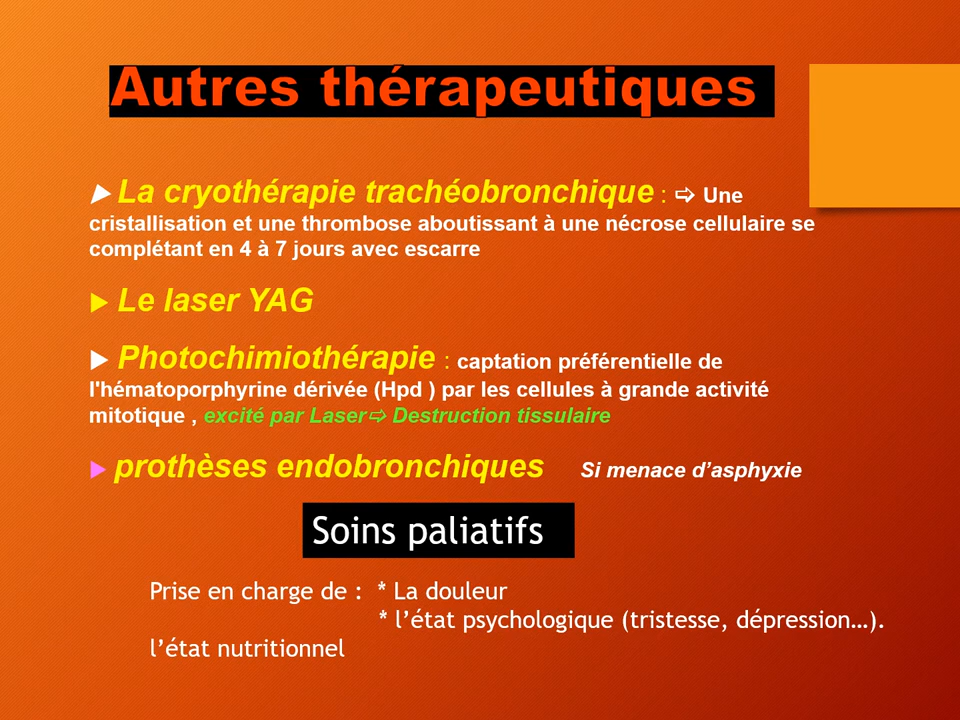 Autres thérapeutiques
▶ La cryothérapie trachéobronchique : ➩ Une
cristallisation et une thrombose aboutissant à une nécrose cellulaire se
complétant en 4 à 7 jours avec escarre
▶ Le laser YAG
▶ Photochimiothérapie : captation préférentielle de
l'hématoporphyrine dérivée (Hpd ) par les cellules à grande activité
mitotique , excité par Laser➩ Destruction tissulaire
▶ prothèses endobronchiques Si menace d’asphyxie
Soins paliatifs
Prise en charge de : * La douleur
* l’état psychologique (tristesse, dépression…).
l’état nutritionnel